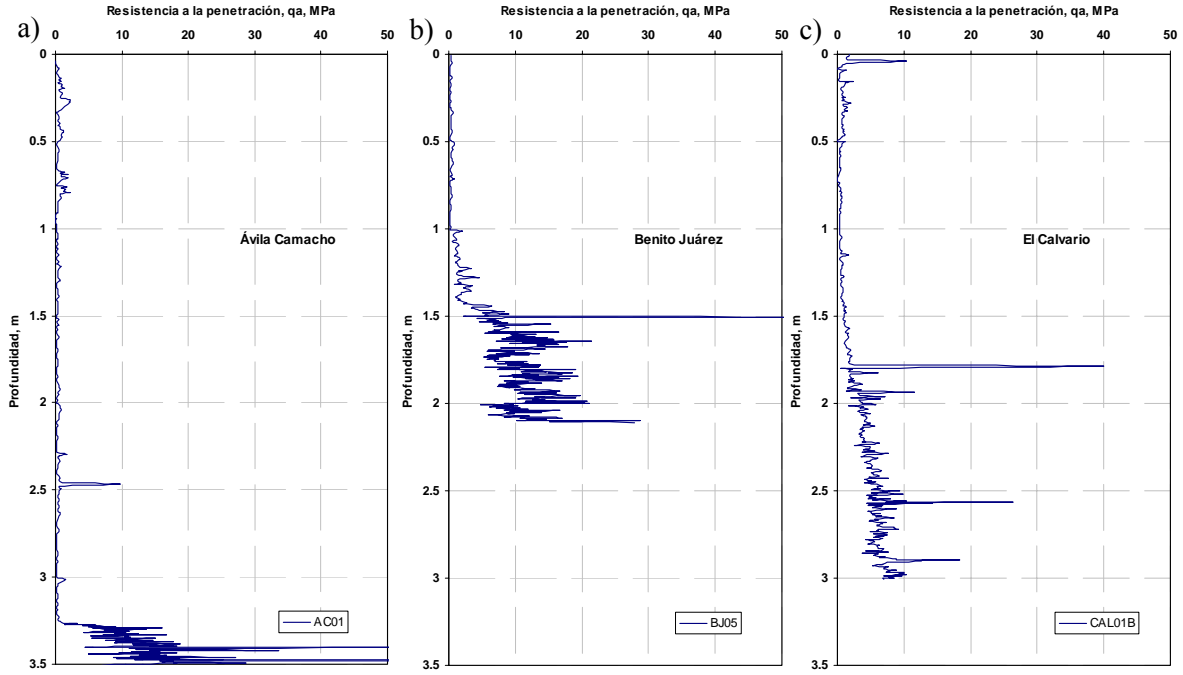 a)
Resistencia a la penetración, qa, MPa
0 10 20 30 40 50
0
0.5
1
1.5
2
2.5
3
3.5
Profundidad, m
Ávila Camacho
AC01
b)
Resistencia a la penetración, qa, MPa
0 10 20 30 40 50
0
0.5
1
1.5
2
2.5
3
3.5
Profundidad, m
Benito Juárez
BJ05
c)
Resistencia a la penetración, qa, MPa
0 10 20 30 40 50
0
0.5
1
1.5
2
2.5
3
3.5
Profundidad, m
El Calvario
CAL01B